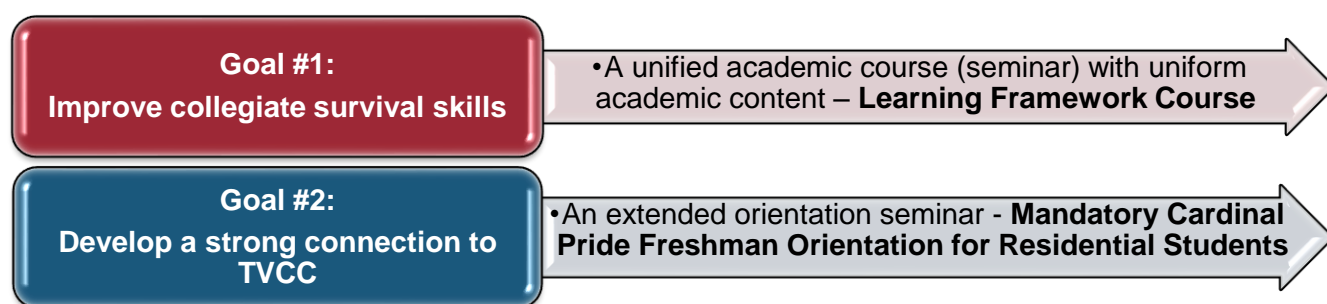 Goal #1:
Improve collegiate survival skills
•A unified academic course (seminar) with uniform
academic content – Learning Framework Course
Goal #2:
Develop a strong connection to
TVCC
•An extended orientation seminar - Mandatory Cardinal
Pride Freshman Orientation for Residential Students